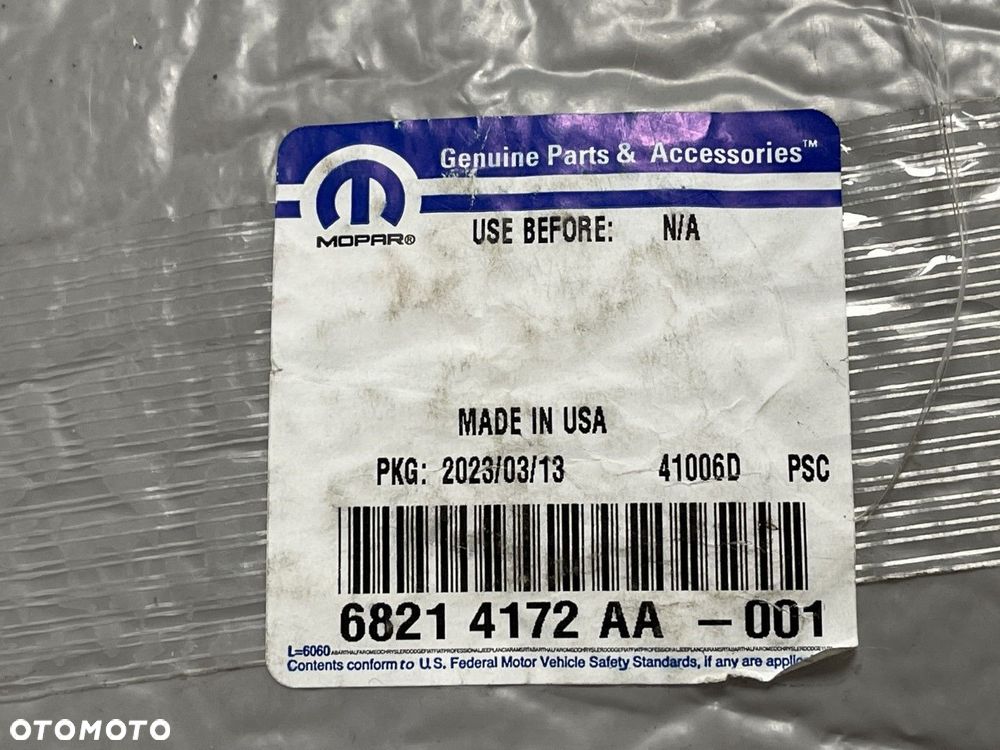 Genuine Parts & Accessories™
MOPAR®
USE BEFORE: N/A
MADE IN USA
PKG: 2023/03/13 41006D PSC
6821 4172 AA – 001
L=6060
Contents conform to U.S. Federal Motor Vehicle Safety Standards, if any are
OTOMOTO